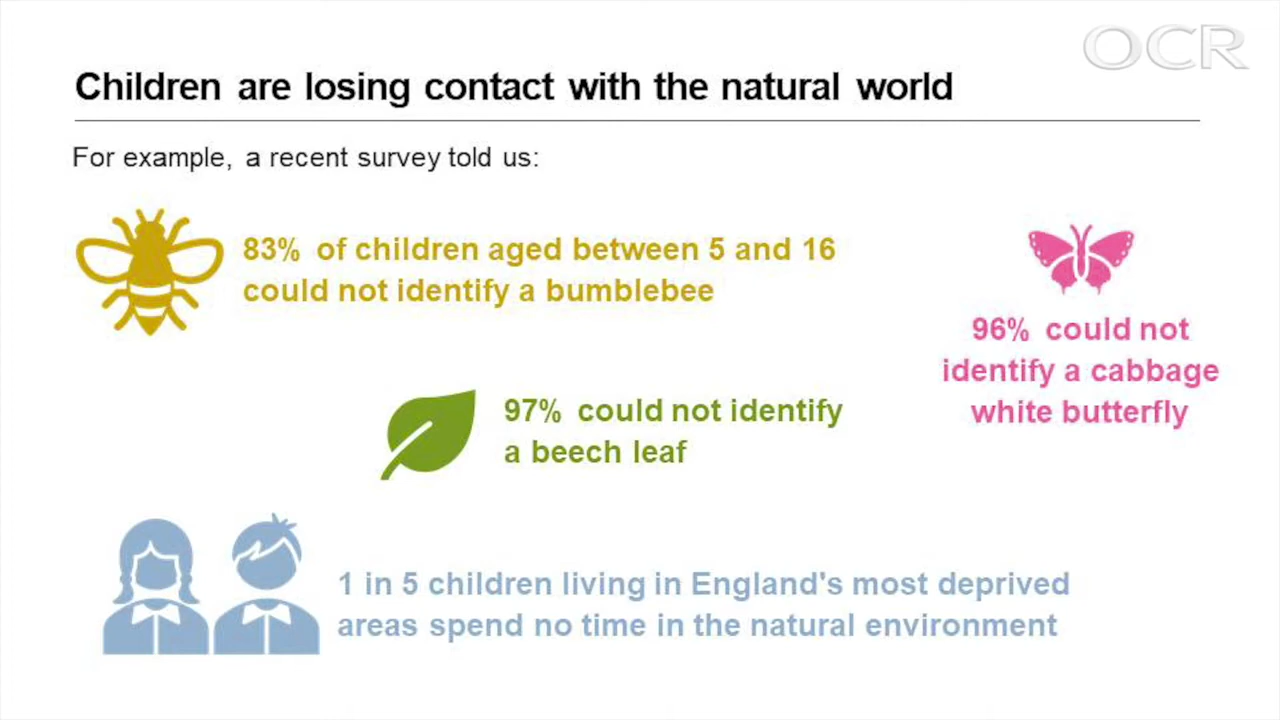 OCR
Children are losing contact with the natural world
For example, a recent survey told us:
83% of children aged between 5 and 16
could not identify a bumblebee
96% could not
identify a cabbage
white butterfly
97% could not identify
a beech leaf
1 in 5 children living in England's most deprived
areas spend no time in the natural environment